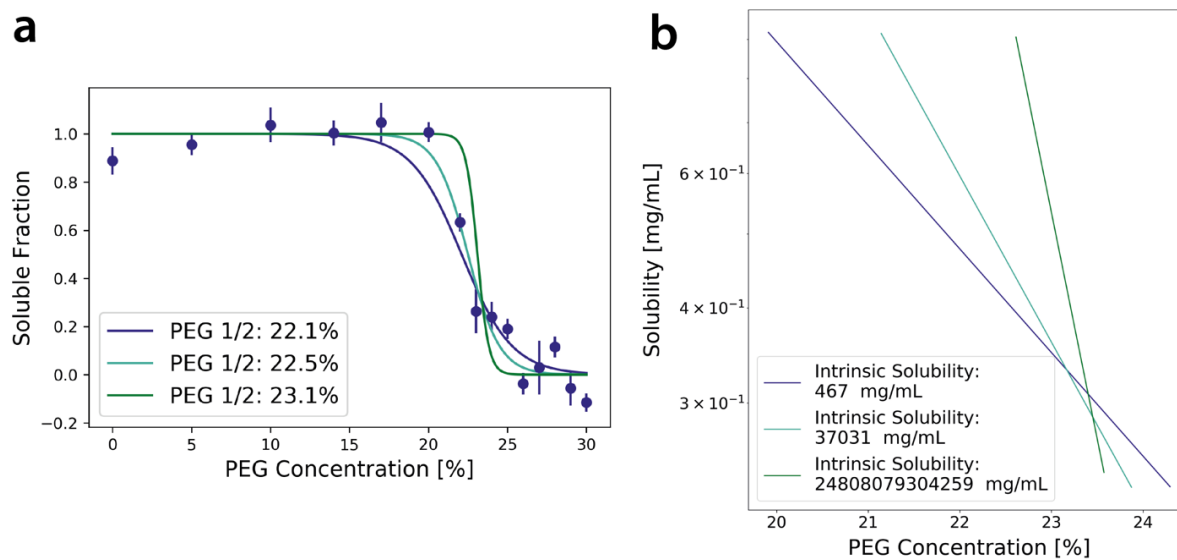 a
Soluble Fraction
1.0
0.8
0.6
0.4
0.2
0.0
−0.2
PEG 1/2: 22.1%
PEG 1/2: 22.5%
PEG 1/2: 23.1%
0 5 10 15 20 25 30
PEG Concentration [%]
b
Solubility [mg/mL]
6 × 10⁻¹
4 × 10⁻¹
3 × 10⁻¹
Intrinsic Solubility:
467 mg/mL
Intrinsic Solubility:
37031 mg/mL
Intrinsic Solubility:
24808079304259 mg/mL
20 21 22 23 24
PEG Concentration [%]